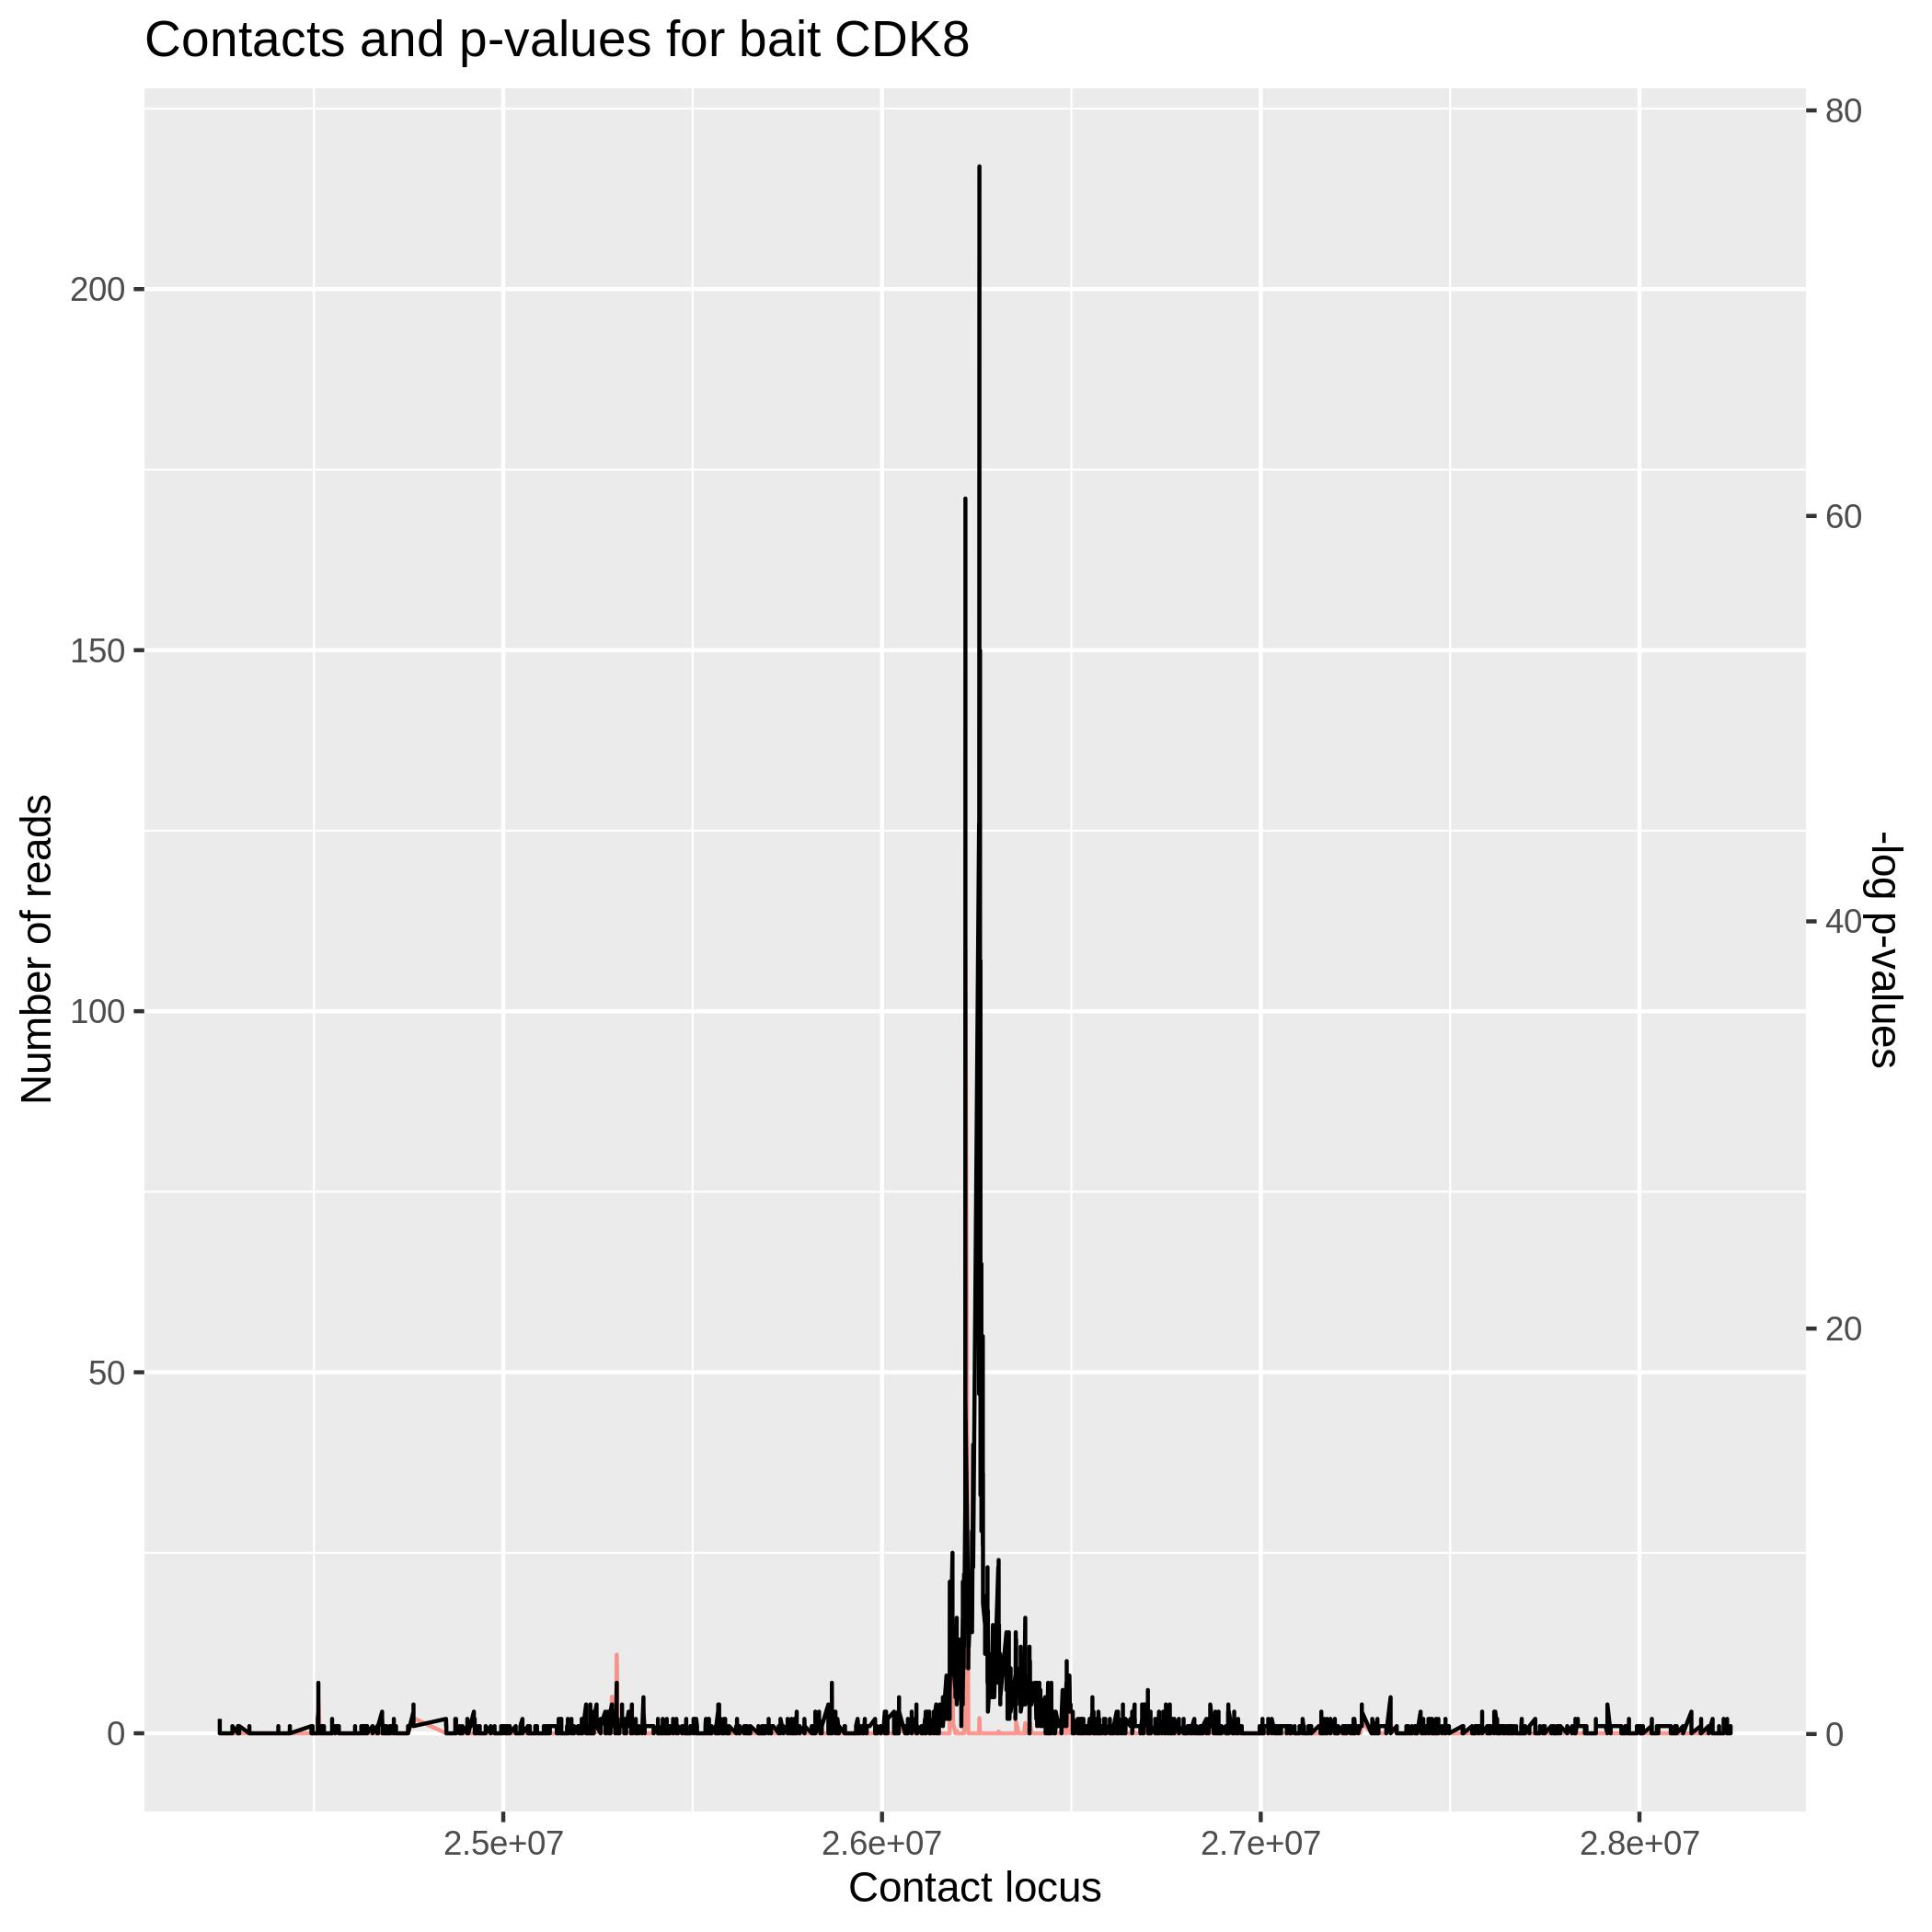 Contacts and p-values for bait CDK8
Number of reads
200
150
100
50
0
80
60
40
20
0
-log p-values
2.5e+07
2.6e+07
2.7e+07
2.8e+07
Contact locus